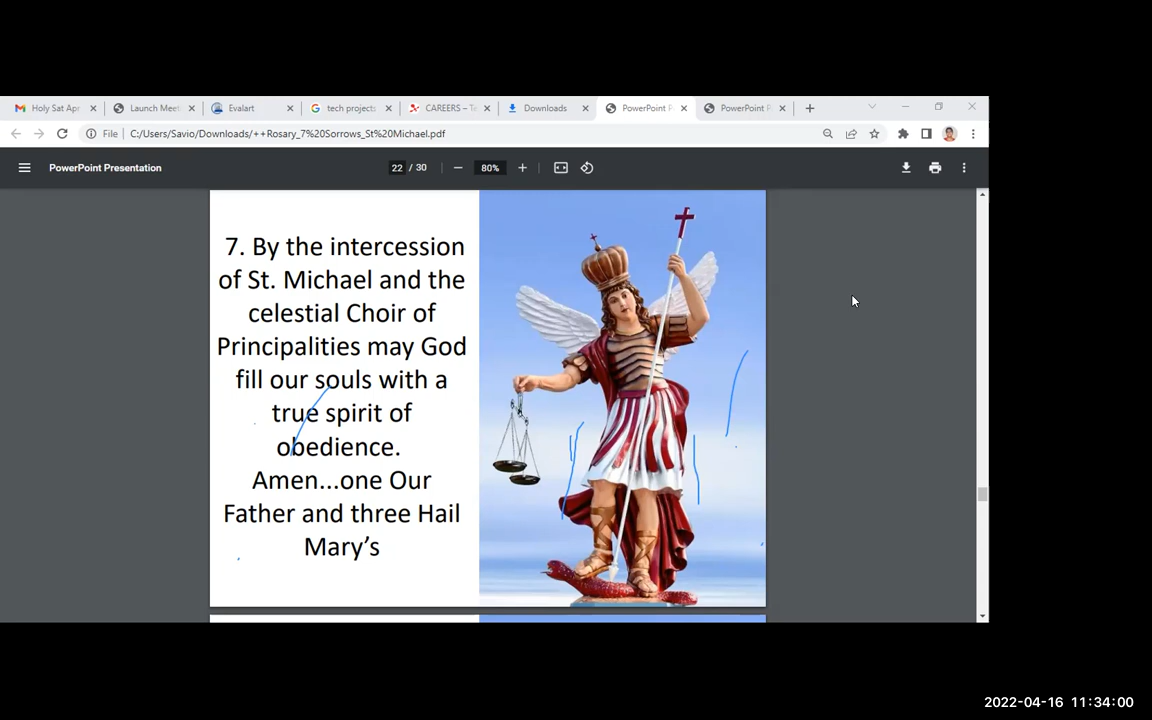 Holy Sat Apr
Launch Meet
Evalart
tech projects
CAREERS – T
Downloads
PowerPoint P
PowerPoint P
File
C:/Users/Savio/Downloads/++Rosary_7%20Sorrows_St%20Michael.pdf
PowerPoint Presentation
22 / 30
80%
7. By the intercession
of St. Michael and the
celestial Choir of
Principalities may God
fill our souls with a
true spirit of
obedience.
Amen...one Our
Father and three Hail
Mary’s
2022-04-16 11:34:00